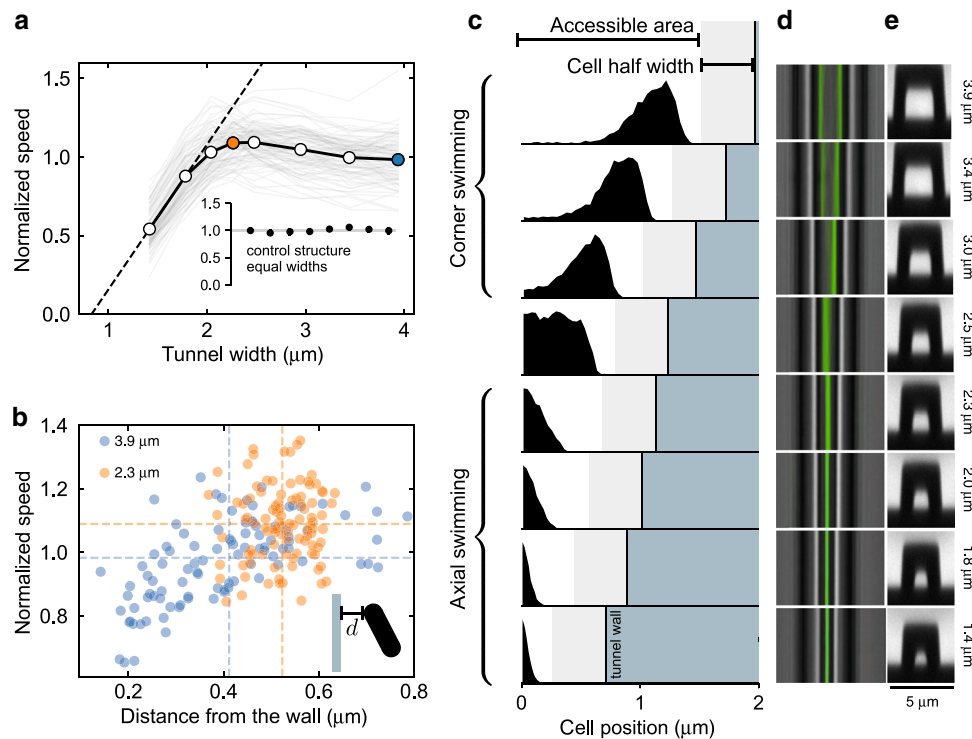 a
Normalized speed
1.5
1.0
0.5
0.0
1.5
1.0
0.5
0.0
control structure
equal widths
1
2
3
4
Tunnel width (μm)
b
Normalized speed
1.4
1.2
1.0
0.8
3.9 μm
2.3 μm
d
0.2
0.4
0.6
0.8
Distance from the wall (μm)
c
Accessible area
Cell half width
Corner swimming
Axial swimming
tunnel wall
0
1
2
Cell position (μm)
d
e
3.9 μm
3.4 μm
3.0 μm
2.5 μm
2.3 μm
2.0 μm
1.8 μm
1.4 μm
5 μm